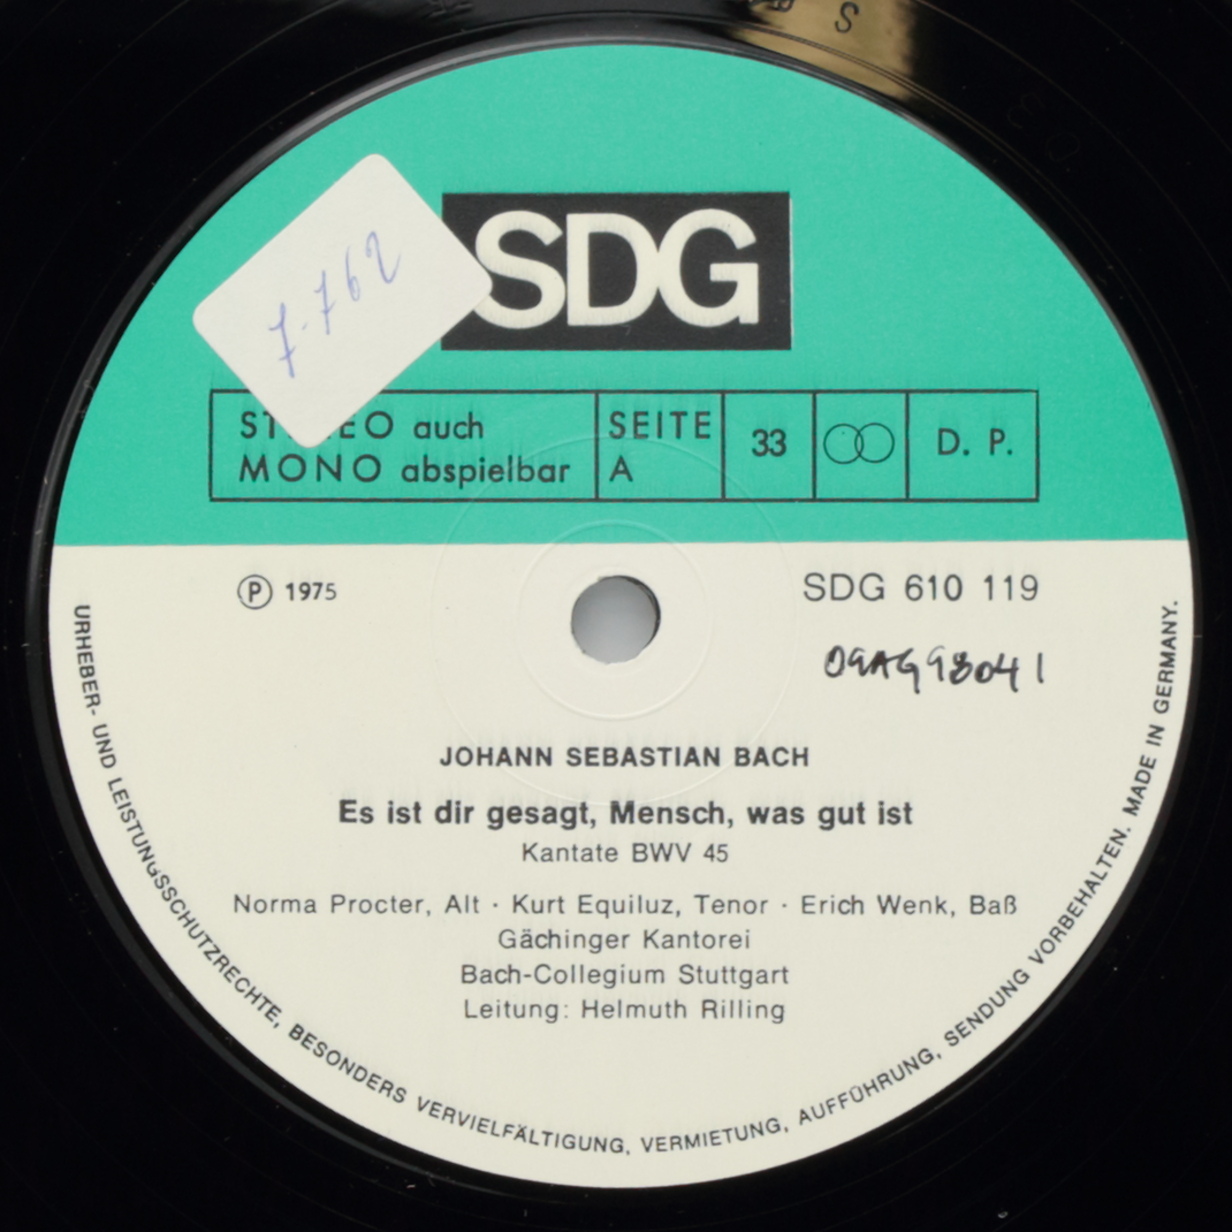 SDG
7-762
STEREO auch
MONO abspielbar
SEITE
A
33
D. P.
Ⓟ 1975
SDG 610 119
09AG98041
JOHANN SEBASTIAN BACH
Es ist dir gesagt, Mensch, was gut ist
Kantate BWV 45
Norma Procter, Alt · Kurt Equiluz, Tenor · Erich Wenk, Baß
Gächinger Kantorei
Bach-Collegium Stuttgart
Leitung: Helmuth Rilling
URHEBER- UND LEISTUNGSSCHUTZRECHTE, BESONDERS VERVIELFÄLTIGUNG, VERMIETUNG, AUFFÜHRUNG, SENDUNG VORBEHALTEN. MADE IN GERMANY.